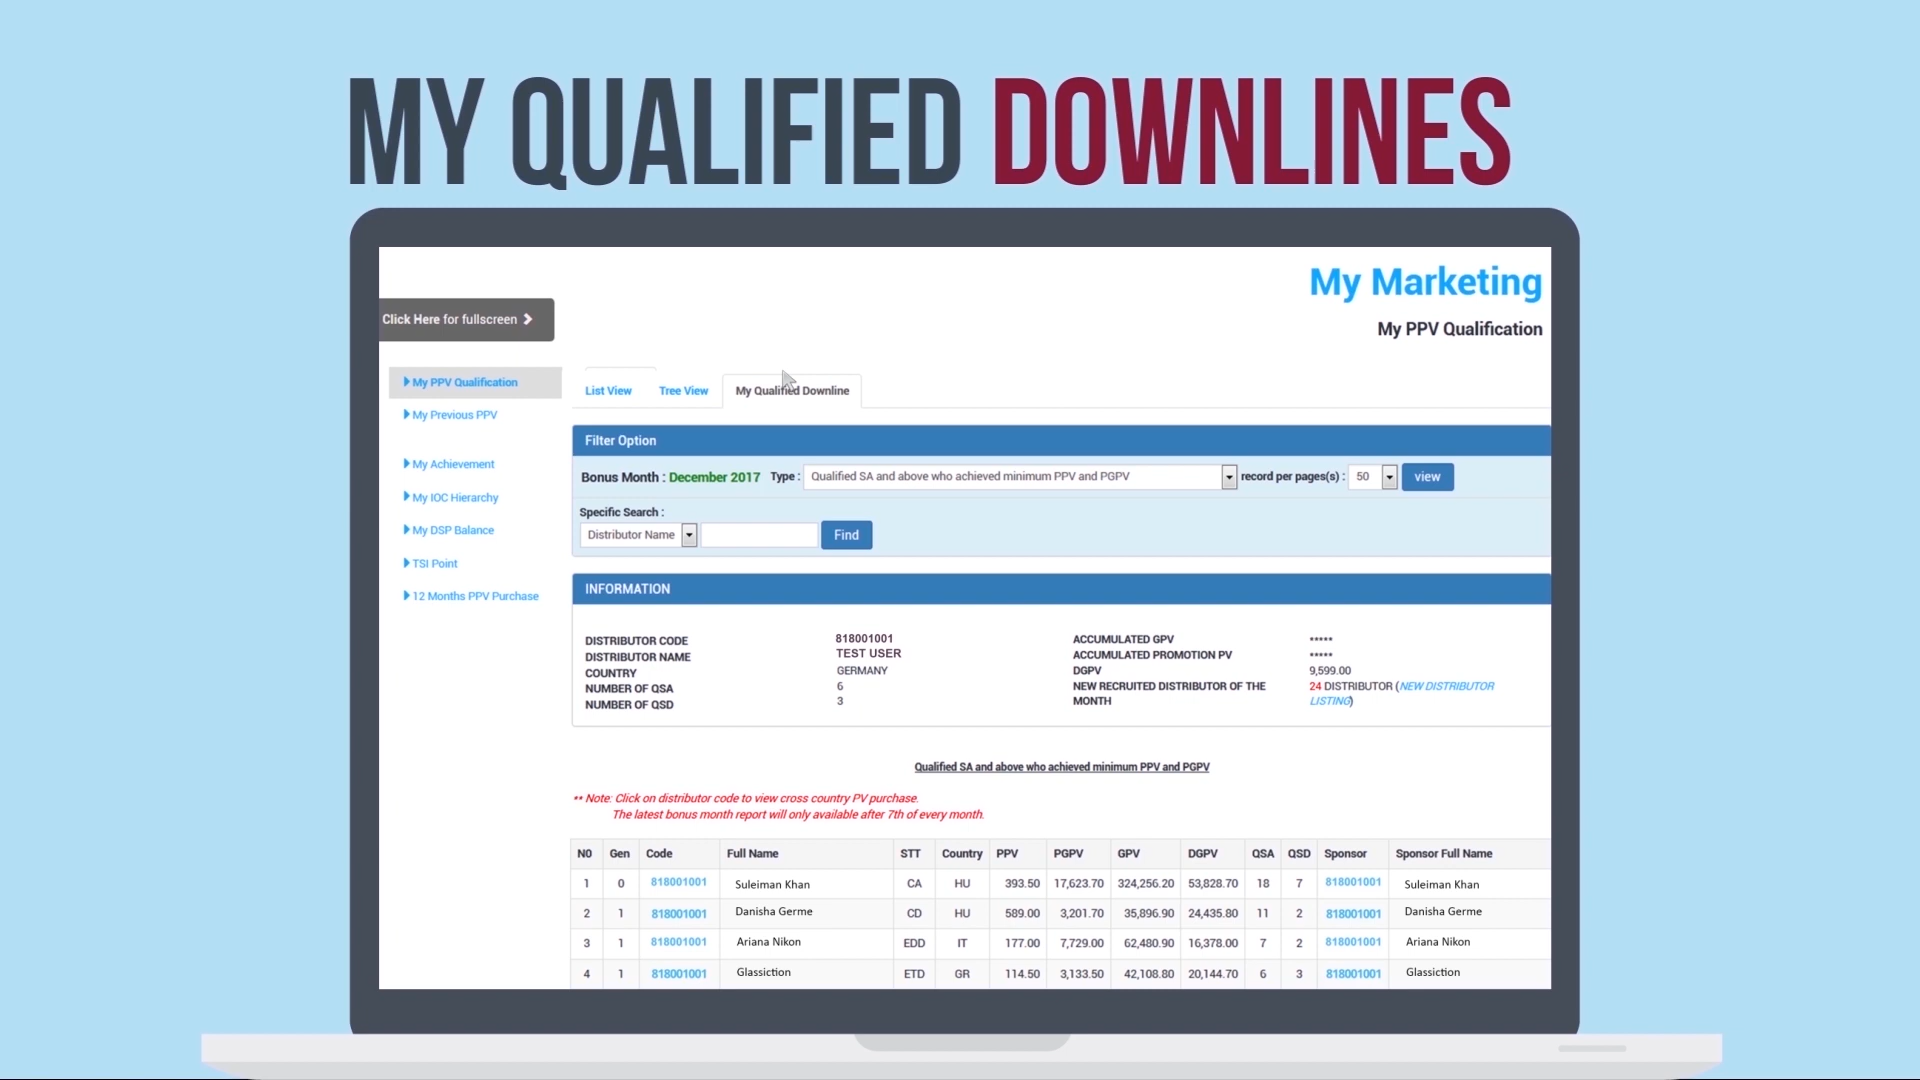 MY QUALIFIED DOWNLINES
My Marketing
My PPV Qualification
Click Here for fullscreen
My PPV Qualification
My Previous PPV
My Achievement
My IOC Hierarchy
My DSP Balance
TSI Point
12 Months PPV Purchase
List View Tree View My Qualified Downline
Filter Option
Bonus Month : December 2017 Type : Qualified SA and above who achieved minimum PPV and PGPV record per pages(s) : 50 view
Specific Search :
Distributor Name Find
INFORMATION
DISTRIBUTOR CODE 818001001
DISTRIBUTOR NAME TEST USER
COUNTRY GERMANY
NUMBER OF QSA 6
NUMBER OF QSD 3
ACCUMULATED GPV *****
ACCUMULATED PROMOTION PV *****
DGPV 9,599.00
NEW RECRUITED DISTRIBUTOR OF THE 24 DISTRIBUTOR (NEW DISTRIBUTOR
MONTH LISTING)
Qualified SA and above who achieved minimum PPV and PGPV
** Note: Click on distributor code to view cross country PV purchase.
The latest bonus month report will only available after 7th of every month.
N0 Gen Code Full Name STT Country PPV PGPV GPV DGPV QSA QSD Sponsor Sponsor Full Name
1 0 818001001 Suleiman Khan CA HU 393.50 17,623.70 324,256.20 53,828.70 18 7 818001001 Suleiman Khan
2 1 818001001 Danisha Germe CD HU 589.00 3,201.70 35,896.90 24,435.80 11 2 818001001 Danisha Germe
3 1 818001001 Ariana Nikon EDD IT 177.00 7,729.00 62,480.90 16,378.00 7 2 818001001 Ariana Nikon
4 1 818001001 Glassiction ETD GR 114.50 3,133.50 42,108.80 20,144.70 6 3 818001001 Glassiction